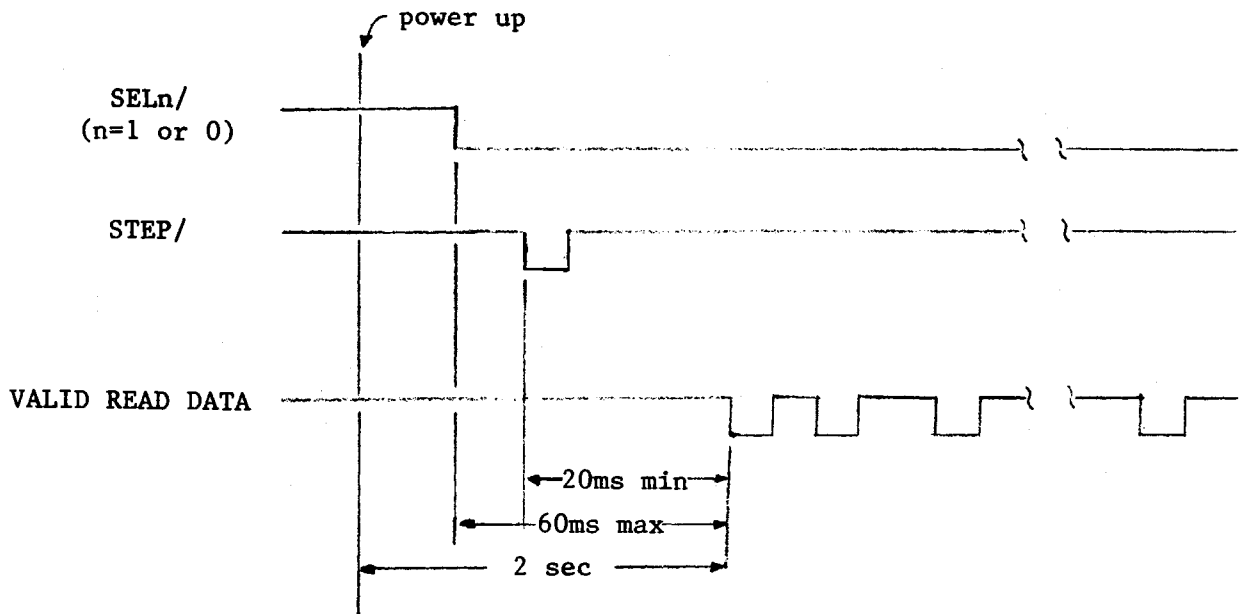 power up
SELn/
(n=1 or 0)
STEP/
VALID READ DATA
20ms min
60ms max
2 sec